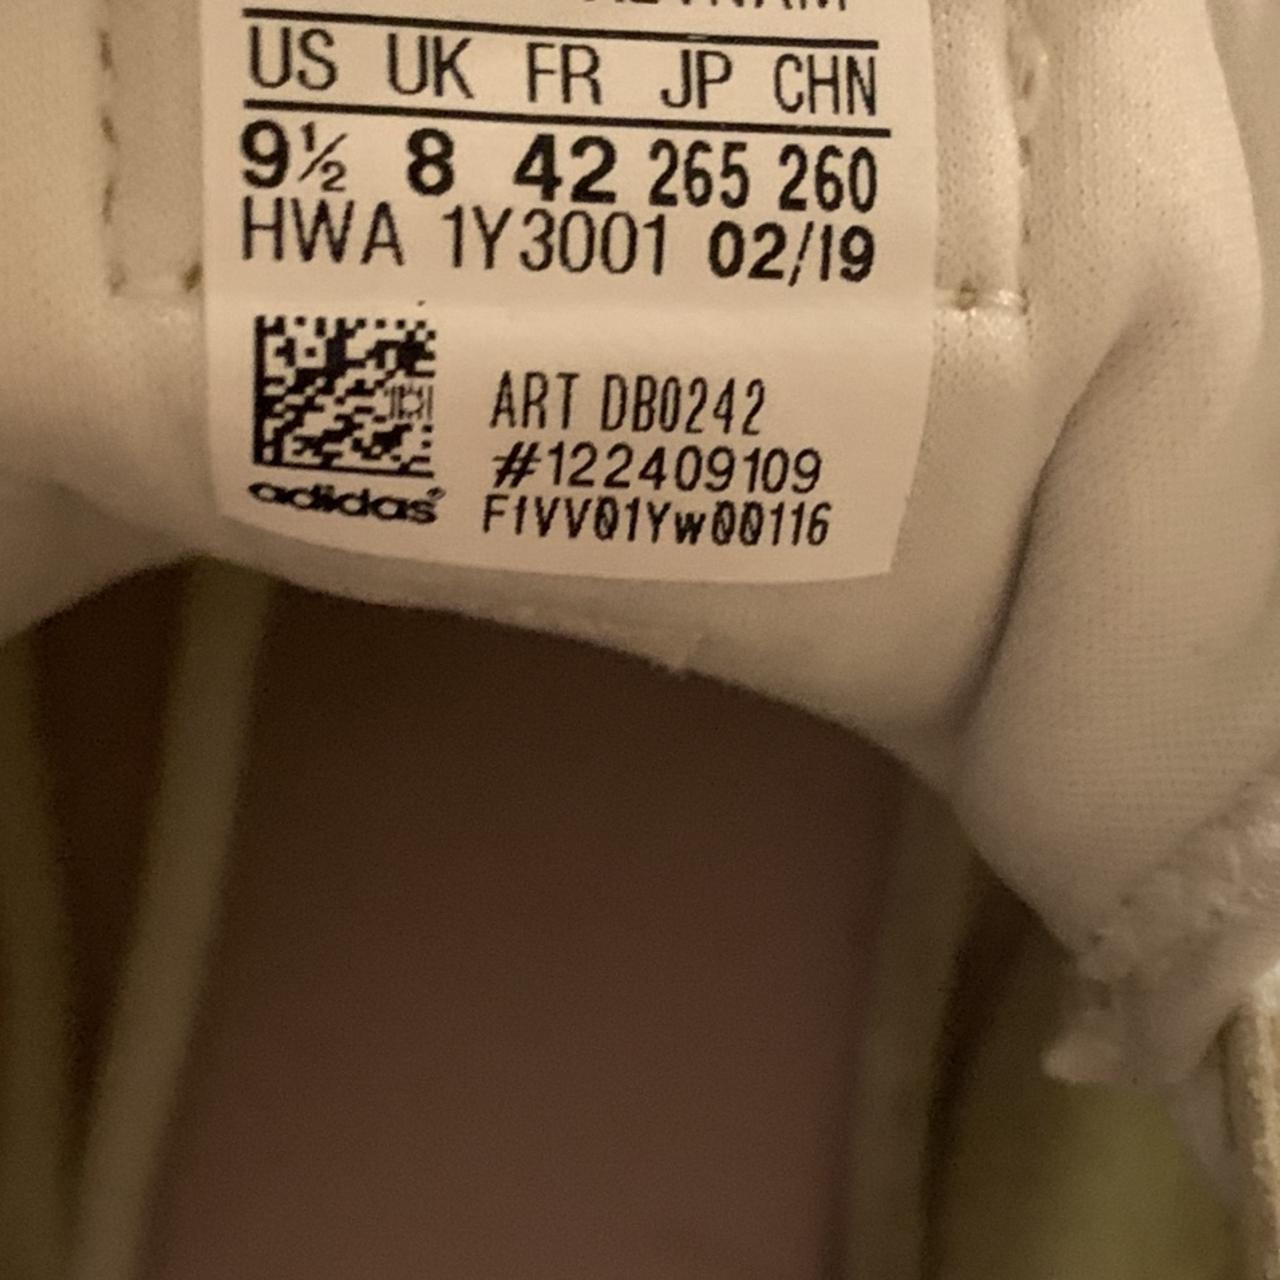 US UK FR JP CHN
9½ 8 42 265 260
HWA 1Y3001 02/19
ART DB0242
#122409109
F1VV01Yw00116
adidas